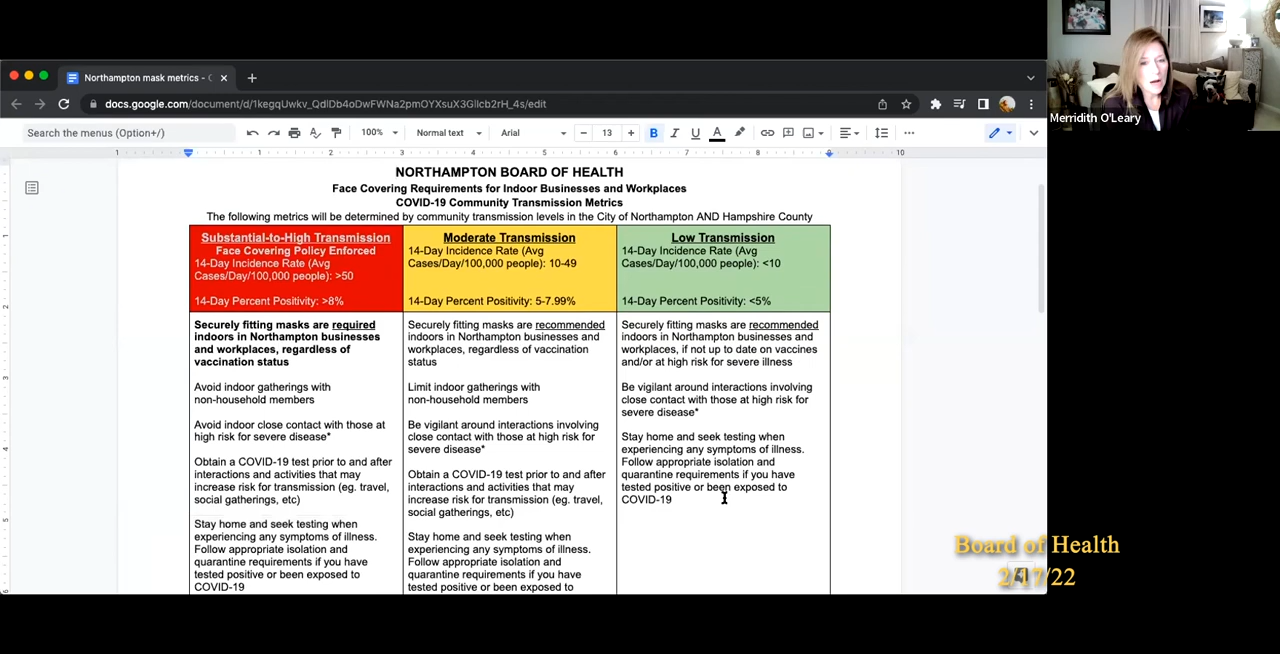 Northampton mask metrics -
docs.google.com/document/d/
Search the menus (Option+/)
100%
Normal text
Arial
13
B
I
U
A
Merridith O'Leary
1
1
2
3
4
5
6
7
8
10
NORTHAMPTON BOARD OF HEALTH
Face Covering Requirements for Indoor Businesses and Workplaces
COVID-19 Community Transmission Metrics
The following metrics will be determined by community transmission levels in the City of Northampton AND Hampshire County
Substantial-to-High Transmission
Face Covering Policy Enforced
14-Day Incidence Rate (Avg
Cases/Day/100,000 people): >50
14-Day Percent Positivity: >8%
Moderate Transmission
14-Day Incidence Rate (Avg
Cases/Day/100,000 people): 10-49
14-Day Percent Positivity: 5-7.99%
Low Transmission
14-Day Incidence Rate (Avg
Cases/Day/100,000 people): <10
14-Day Percent Positivity: <5%
Securely fitting masks are required
indoors in Northampton businesses
and workplaces, regardless of
vaccination status
Avoid indoor gatherings with
non-household members
Avoid indoor close contact with those at
high risk for severe disease*
Obtain a COVID-19 test prior to and after
interactions and activities that may
increase risk for transmission (eg. travel,
social gatherings, etc)
Stay home and seek testing when
experiencing any symptoms of illness.
Follow appropriate isolation and
quarantine requirements if you have
tested positive or been exposed to
COVID-19
Securely fitting masks are recommended
indoors in Northampton businesses and
workplaces, regardless of vaccination
status
Limit indoor gatherings with
non-household members
Be vigilant around interactions involving
close contact with those at high risk for
severe disease*
Obtain a COVID-19 test prior to and after
interactions and activities that may
increase risk for transmission (eg. travel,
social gatherings, etc)
Stay home and seek testing when
experiencing any symptoms of illness.
Follow appropriate isolation and
quarantine requirements if you have
tested positive or been exposed to
Securely fitting masks are recommended
indoors in Northampton businesses and
workplaces, if not up to date on vaccines
and/or at high risk for severe illness
Be vigilant around interactions involving
close contact with those at high risk for
severe disease*
Stay home and seek testing when
experiencing any symptoms of illness.
Follow appropriate isolation and
quarantine requirements if you have
tested positive or been exposed to
COVID-19
Board of Health
2/17/22